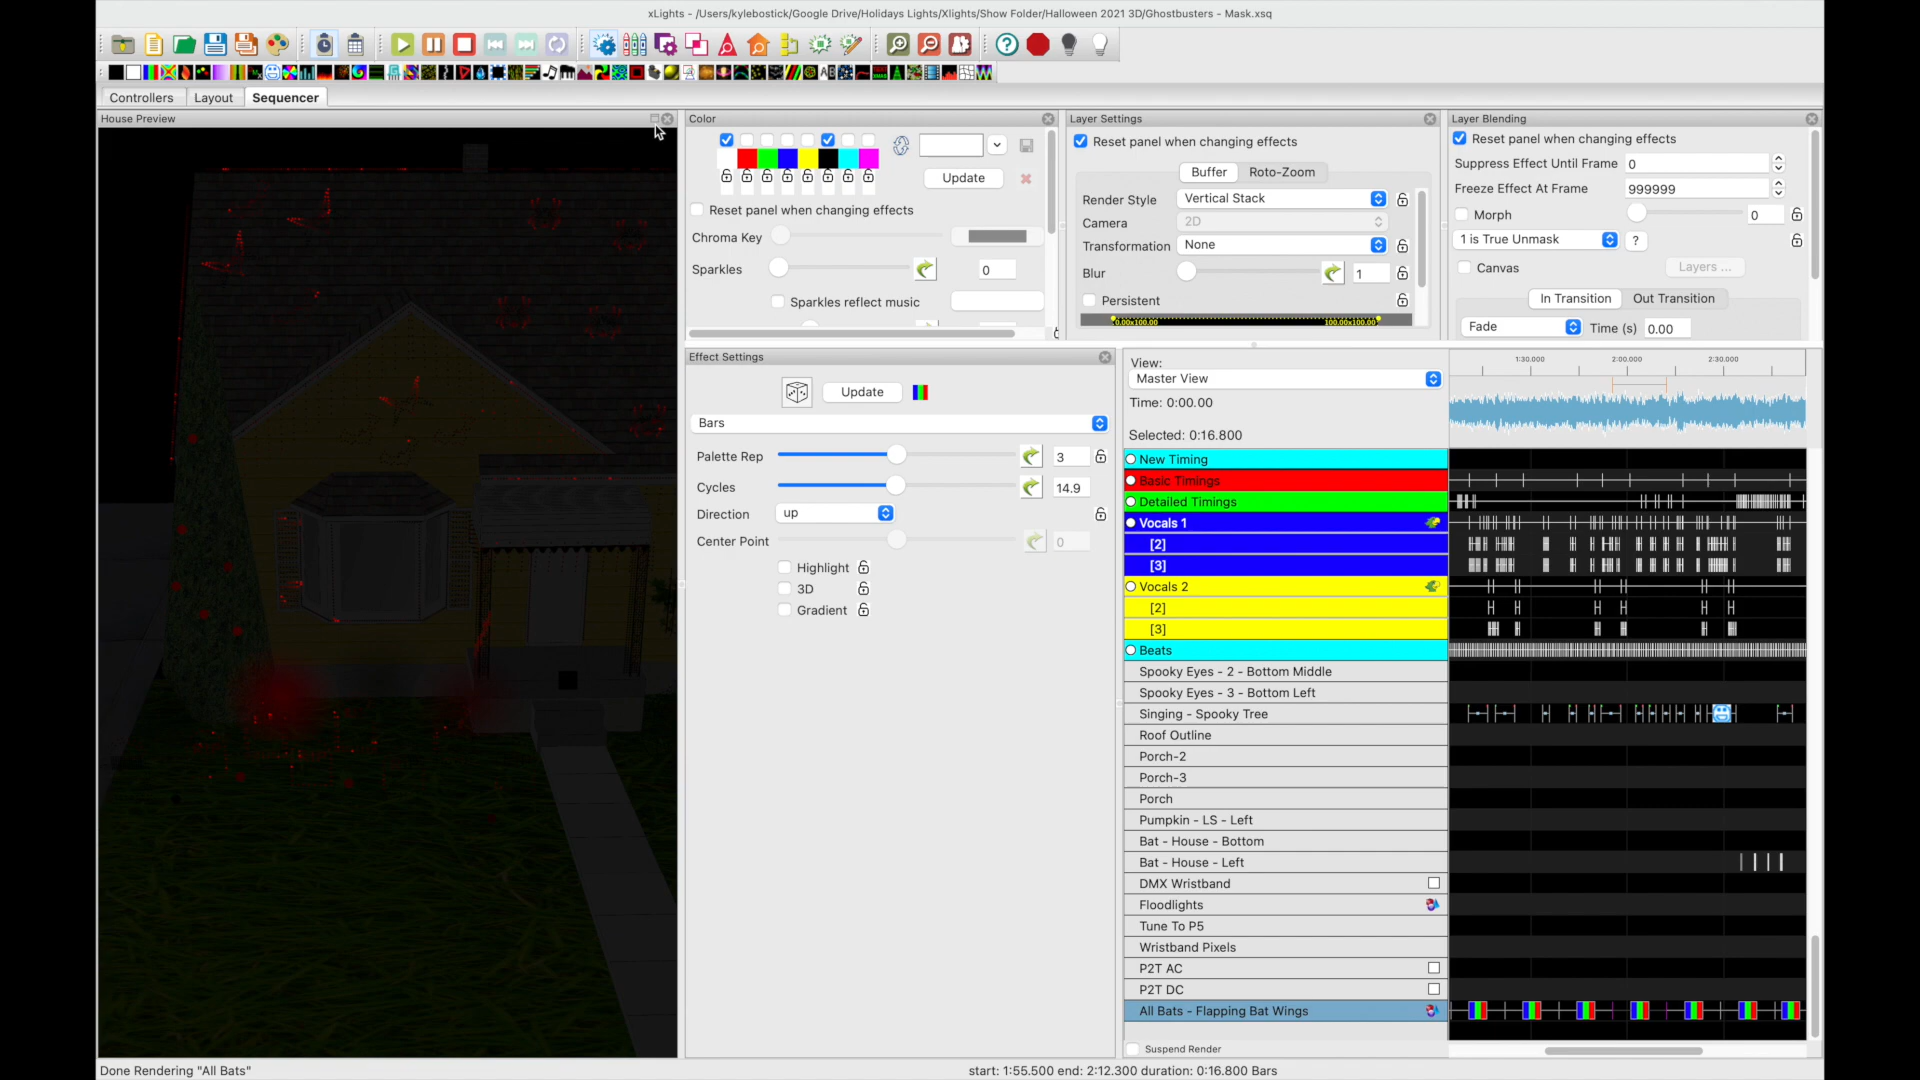 xLights - /Users/kylebostick/Google Drive/Holidays Lights/Xlights/Show Folder/Halloween 2021 3D/Ghostbusters - Mask.xsq
Controllers Layout Sequencer
House Preview
Color
Update
Reset panel when changing effects
Chroma Key
Sparkles 0
Sparkles reflect music
Layer Settings
Reset panel when changing effects
Buffer Roto-Zoom
Render Style Vertical Stack
Camera 2D
Transformation None
Blur 1
Persistent
0.00x100.00 100.00x100.00
Layer Blending
Reset panel when changing effects
Suppress Effect Until Frame 0
Freeze Effect At Frame 999999
Morph 0
1 is True Unmask ?
Canvas Layers ...
In Transition Out Transition
Fade Time (s) 0.00
Effect Settings
Update
Bars
Palette Rep 3
Cycles 14.9
Direction up
Center Point 0
Highlight
3D
Gradient
View:
Master View
Time: 0:00.00
Selected: 0:16.800
1:30.000 2:00.000 2:30.000
New Timing
Basic Timings
Detailed Timings
Vocals 1
[2]
[3]
Vocals 2
[2]
[3]
Beats
Spooky Eyes - 2 - Bottom Middle
Spooky Eyes - 3 - Bottom Left
Singing - Spooky Tree
Roof Outline
Porch-2
Porch-3
Porch
Pumpkin - LS - Left
Bat - House - Bottom
Bat - House - Left
DMX Wristband
Floodlights
Tune To P5
Wristband Pixels
P2T AC
P2T DC
All Bats - Flapping Bat Wings
Suspend Render
Done Rendering "All Bats"
start: 1:55.500 end: 2:12.300 duration: 0:16.800 Bars